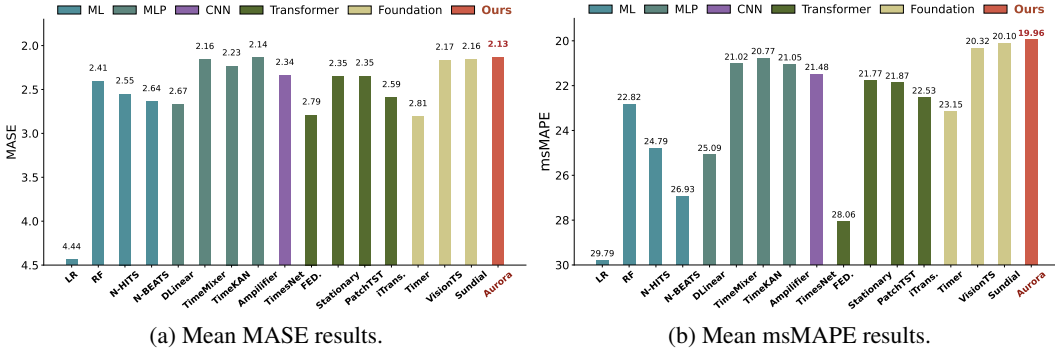 ML MLP CNN Transformer Foundation Ours
MASE
2.0
2.5
3.0
3.5
4.0
4.5
4.44
2.41
2.55
2.64
2.67
2.16
2.23
2.14
2.34
2.79
2.35
2.35
2.59
2.81
2.17
2.16
2.13
LR
RF
N-HITS
N-BEATS
DLinear
TimeMixer
TimeKAN
Ampilifier
TimesNet
FED.
Stationary
PatchTST
iTrans.
Timer
VisionTS
Sundial
Aurora
(a) Mean MASE results.
ML MLP CNN Transformer Foundation Ours
msMAPE
20
22
24
26
28
30
29.79
22.82
24.79
26.93
25.09
21.02
20.77
21.05
21.48
28.06
21.77
21.87
22.53
23.15
20.32
20.10
19.96
LR
RF
N-HITS
N-BEATS
DLinear
TimeMixer
TimeKAN
Ampilifier
TimesNet
FED.
Stationary
PatchTST
iTrans.
Timer
VisionTS
Sundial
Aurora
(b) Mean msMAPE results.